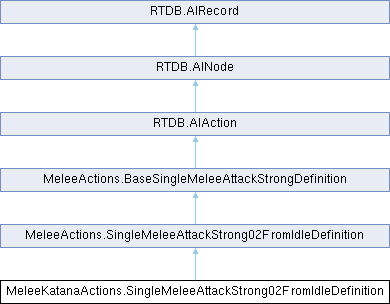 RTDB.AIRecord
RTDB.AINode
RTDB.AIAction
MeleeActions.BaseSingleMeleeAttackStrongDefinition
MeleeActions.SingleMeleeAttackStrong02FromIdleDefinition
MeleeKatanaActions.SingleMeleeAttackStrong02FromIdleDefinition